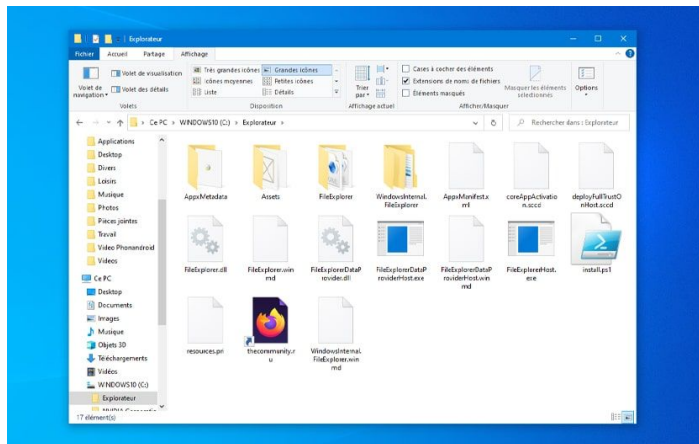 Explorateur
Fichier Accueil Partage Affichage
Volet de navigation
Volet de visualisation
Volet des détails
Volets
Très grandes icônes
Grandes icônes
Icônes moyennes
Petites icônes
Liste
Détails
Disposition
Trier par
Affichage actuel
Cases à cocher des éléments
Extensions de noms de fichiers
Éléments masqués
Masquer les éléments sélectionnés
Afficher/Masquer
Options
Ce PC > WINDOWS10 (C:) > Explorateur >
Rechercher dans : Explorateur
Applications
Desktop
Divers
Loisirs
Musique
Photos
Pièces jointes
Travail
Video Phonandroid
Videos
Ce PC
Desktop
Documents
Images
Musique
Objets 3D
Téléchargements
Vidéos
WINDOWS10 (C:)
Explorateur
AppxMetadata
Assets
FileExplorer
WindowsInternal.
FileExplorer
AppxManifest.x
ml
coreAppActivatio
n.sccd
deployFullTrustO
nHost.sccd
FileExplorer.dll
FileExplorer.win
md
FileExplorerDataP
rovider.dll
FileExplorerDataP
roviderHost.exe
FileExplorerDataP
roviderHost.win
md
FileExplorerHost.
exe
install.ps1
resources.pri
thecommunity.r
u
WindowsInternal.
FileExplorer.win
md
17 élément(s)